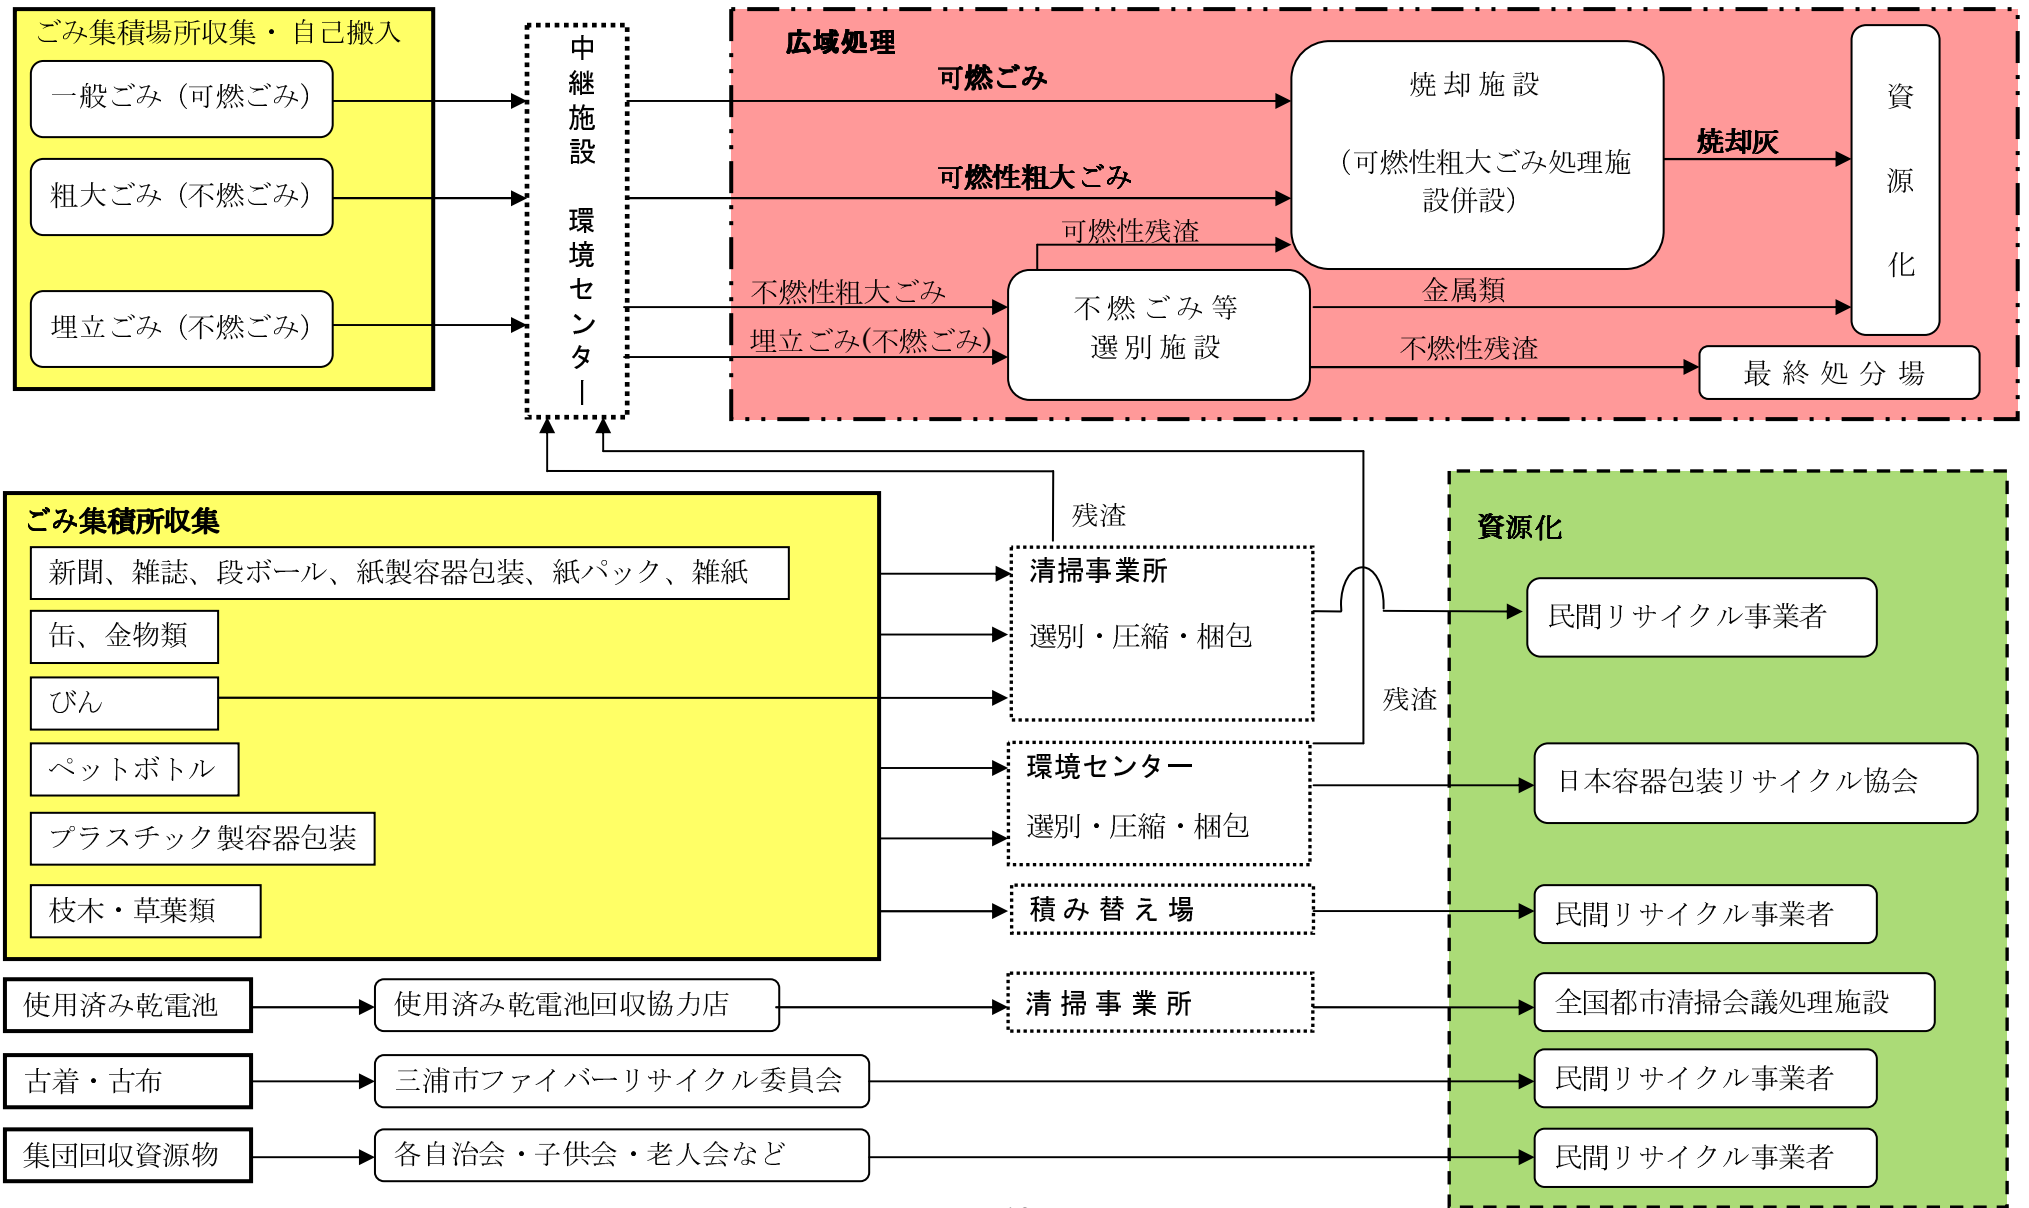 ごみ集積場所収集・自己搬入
一般ごみ（可燃ごみ）
粗大ごみ（不燃ごみ）
埋立ごみ（不燃ごみ）
中継施設　環境センター
広域処理
可燃ごみ
可燃性粗大ごみ
可燃性残渣
不燃性粗大ごみ
埋立ごみ(不燃ごみ)
焼却施設
（可燃性粗大ごみ処理施
設併設）
不燃ごみ等
選別施設
焼却灰
金属類
不燃性残渣
資源化
最終処分場
ごみ集積所収集
新聞、雑誌、段ボール、紙製容器包装、紙パック、雑紙
缶、金物類
びん
ペットボトル
プラスチック製容器包装
枝木・草葉類
残渣
清掃事業所
選別・圧縮・梱包
残渣
環境センター
選別・圧縮・梱包
積み替え場
資源化
民間リサイクル事業者
日本容器包装リサイクル協会
民間リサイクル事業者
使用済み乾電池
使用済み乾電池回収協力店
清掃事業所
全国都市清掃会議処理施設
古着・古布
三浦市ファイバーリサイクル委員会
民間リサイクル事業者
集団回収資源物
各自治会・子供会・老人会など
民間リサイクル事業者